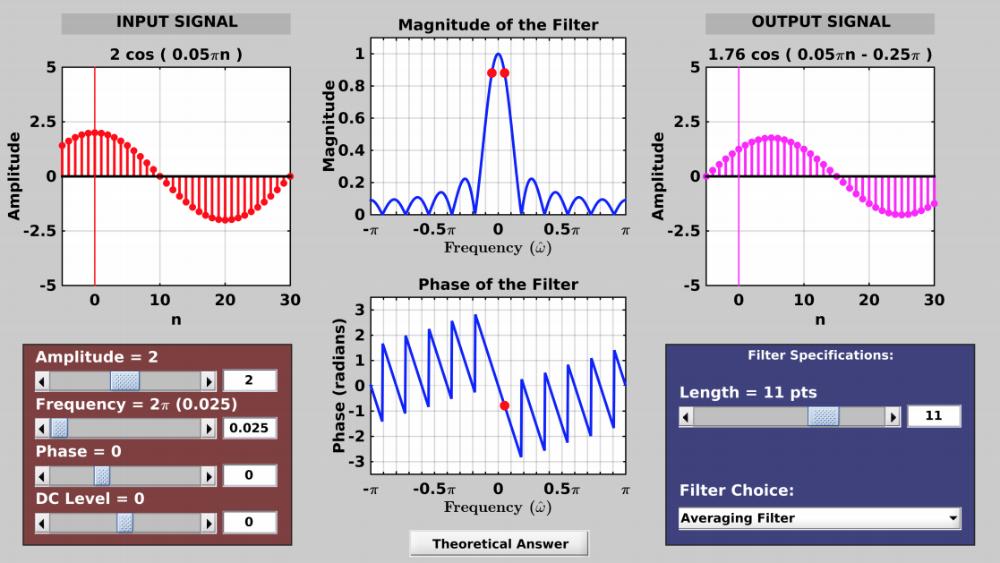 INPUT SIGNAL
2 cos ( 0.05πn )
5
2.5
0
-2.5
-5
Amplitude
0
10
20
30
n
Magnitude of the Filter
1
0.8
0.6
0.4
0.2
0
Magnitude
-π
-0.5π
0
0.5π
π
Frequency (ω̂)
OUTPUT SIGNAL
1.76 cos ( 0.05πn - 0.25π )
5
2.5
0
-2.5
-5
Amplitude
0
10
20
30
n
Phase of the Filter
3
2
1
0
-1
-2
-3
Phase (radians)
-π
-0.5π
0
0.5π
π
Frequency (ω̂)
Amplitude = 2
2
Frequency = 2π (0.025)
0.025
Phase = 0
0
DC Level = 0
0
Theoretical Answer
Filter Specifications:
Length = 11 pts
11
Filter Choice:
Averaging Filter